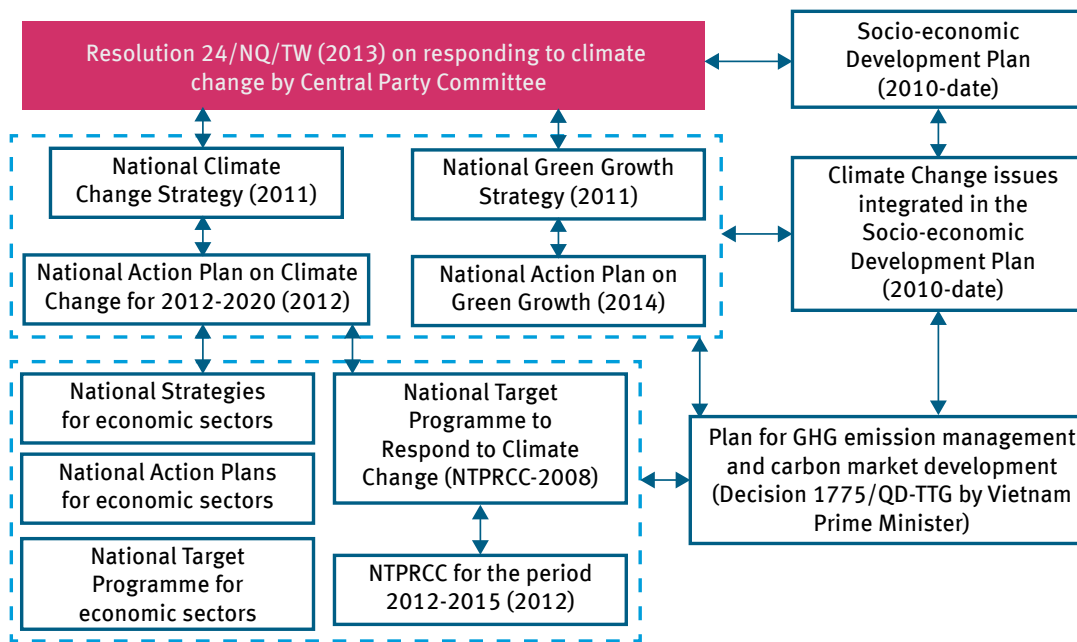 Resolution 24/NQ/TW (2013) on responding to climate
change by Central Party Committee
Socio-economic
Development Plan
(2010-date)
National Climate
Change Strategy (2011)
National Green Growth
Strategy (2011)
Climate Change issues
integrated in the
Socio-economic
Development Plan
(2010-date)
National Action Plan on Climate
Change for 2012-2020 (2012)
National Action Plan on
Green Growth (2014)
National Strategies
for economic sectors
National Target
Programme to
Respond to Climate
Change (NTPRCC-2008)
Plan for GHG emission management
and carbon market development
(Decision 1775/QD-TTG by Vietnam
Prime Minister)
National Action Plans
for economic sectors
National Target
Programme for
economic sectors
NTPRCC for the period
2012-2015 (2012)